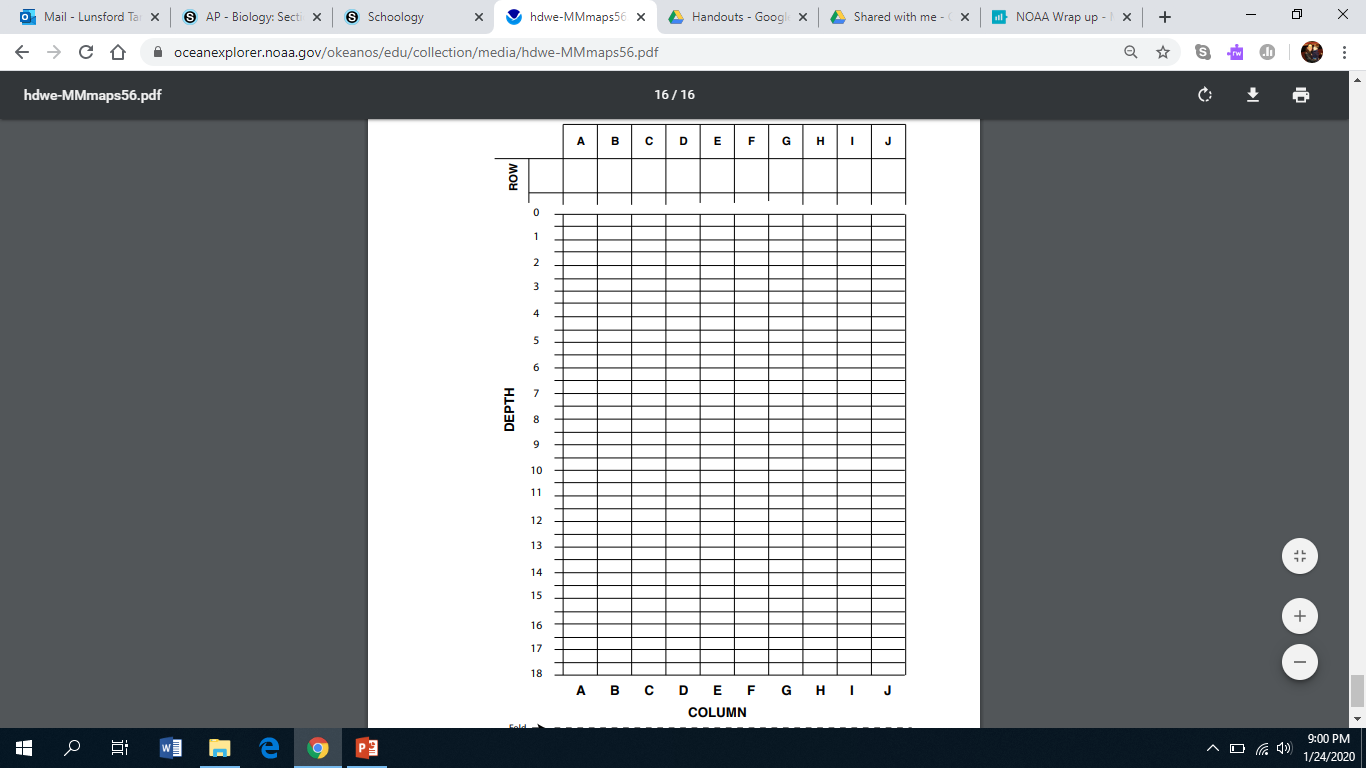 Mail - Lunsford Ta
AP - Biology: Secti
Schoology
hdwe-MMmaps56
Handouts - Googl
Shared with me - G
NOAA Wrap up -
oceanexplorer.noaa.gov/okeanos/edu/collection/media/hdwe-MMmaps56.pdf
hdwe-MMmaps56.pdf
16 / 16
A B C D E F G H I J
ROW
0
1
2
3
4
5
6
7
8
9
10
11
12
13
14
15
16
17
18
DEPTH
A B C D E F G H I J
COLUMN
Fold
9:00 PM
1/24/2020